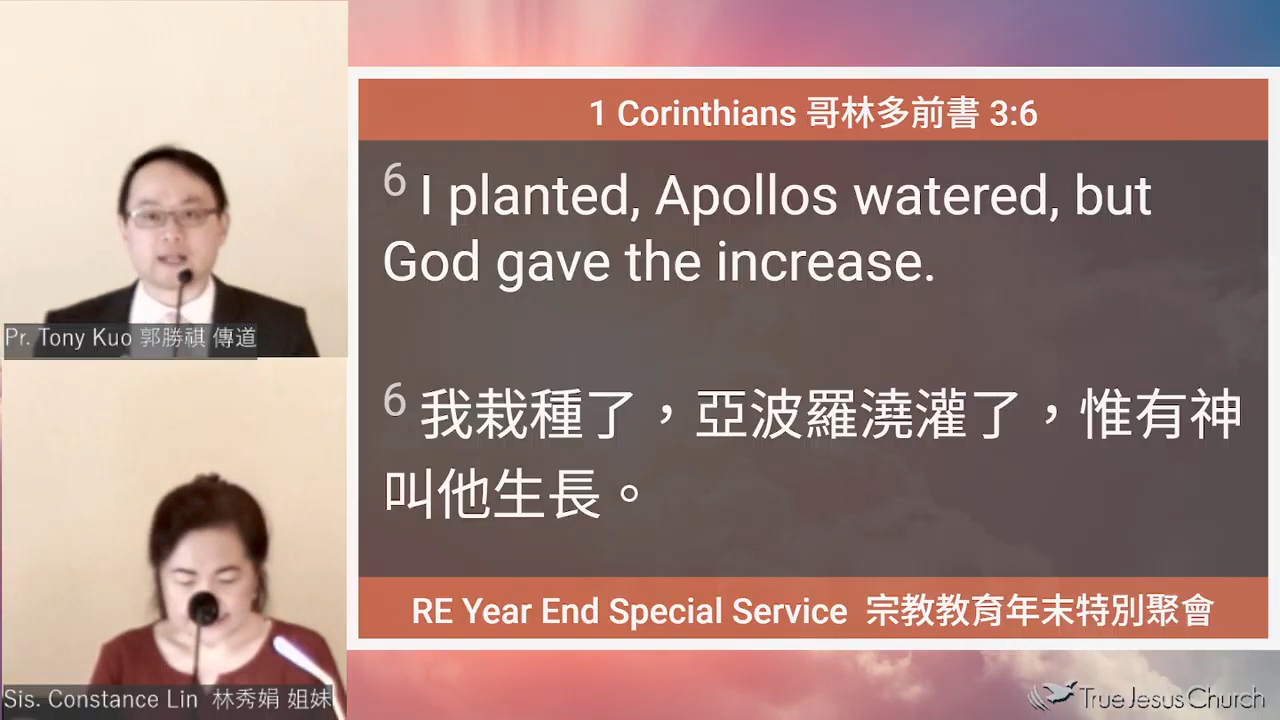 Pr. Tony Kuo 郭勝祺 傳道
Sis. Constance Lin 林秀娟 姐妹
1 Corinthians 哥林多前書 3:6
6 I planted, Apollos watered, but
God gave the increase.
6 我栽種了，亞波羅澆灌了，惟有神
叫他生長。
RE Year End Special Service 宗教教育年末特別聚會
True Jesus Church